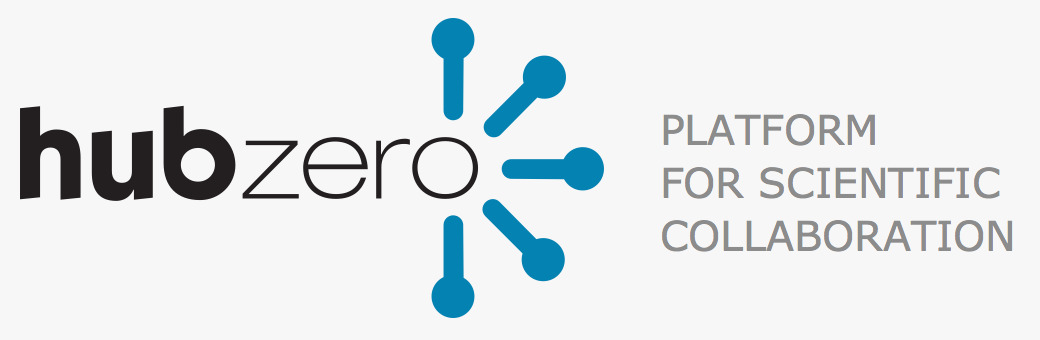 hubzero
PLATFORM
FOR SCIENTIFIC
COLLABORATION